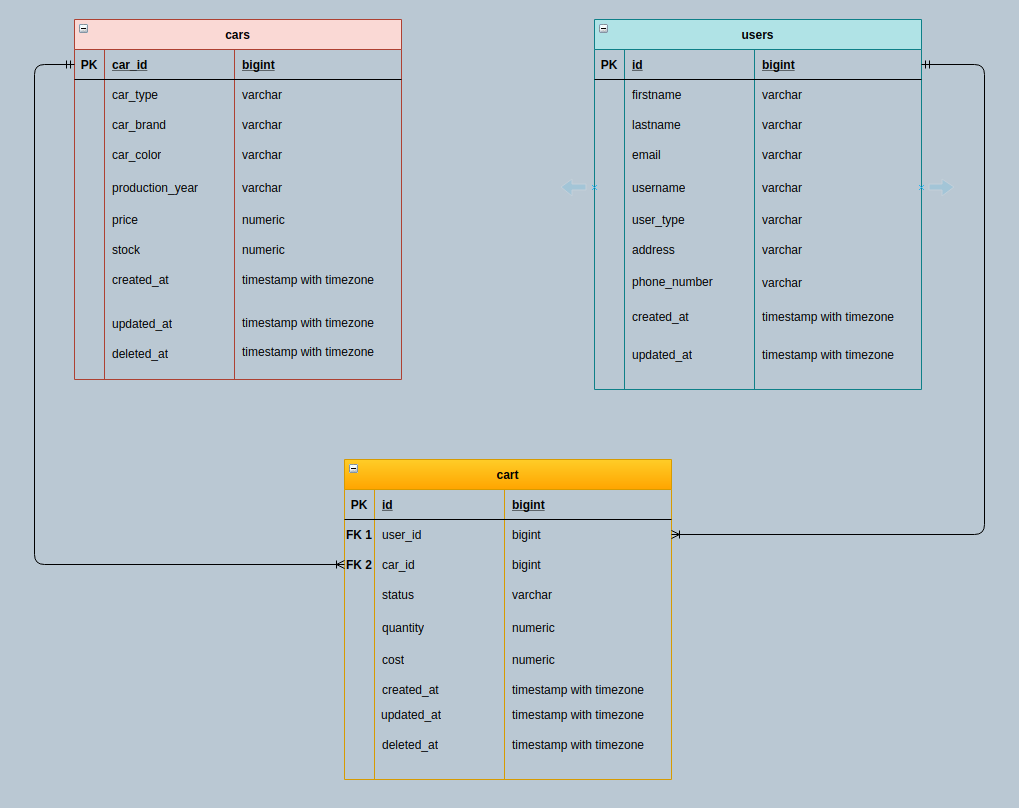 cars
PK car_id bigint
car_type varchar
car_brand varchar
car_color varchar
production_year varchar
price numeric
stock numeric
created_at timestamp with timezone
updated_at timestamp with timezone
deleted_at timestamp with timezone
users
PK id bigint
firstname varchar
lastname varchar
email varchar
username varchar
user_type varchar
address varchar
phone_number varchar
created_at timestamp with timezone
updated_at timestamp with timezone
cart
PK id bigint
FK 1 user_id bigint
FK 2 car_id bigint
status varchar
quantity numeric
cost numeric
created_at timestamp with timezone
updated_at timestamp with timezone
deleted_at timestamp with timezone